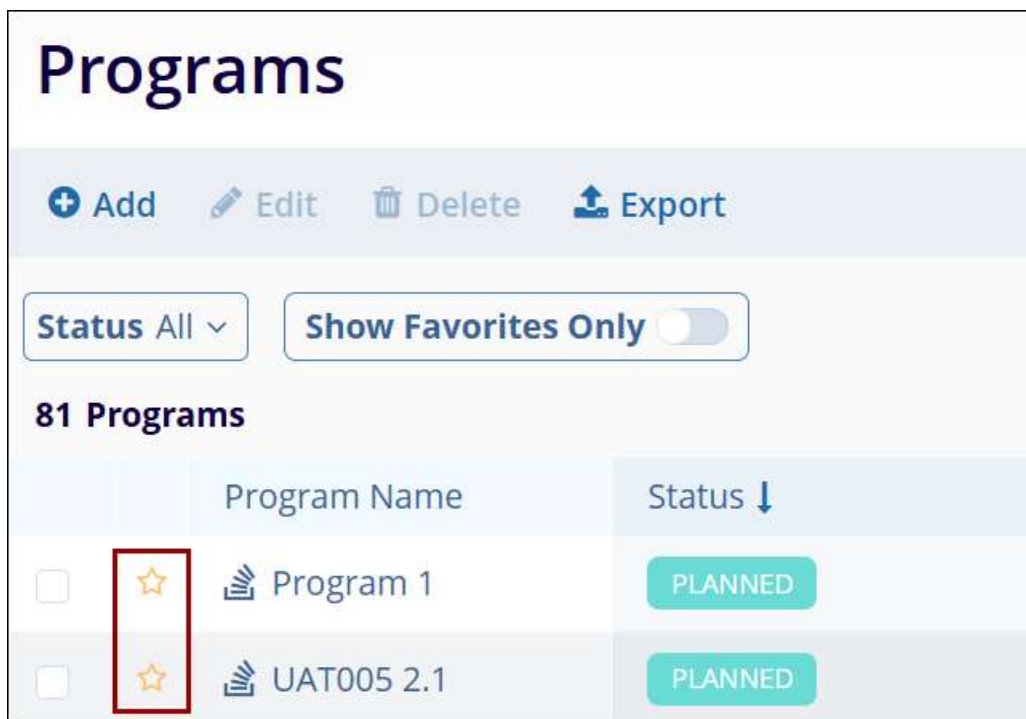 Programs
Add Edit Delete Export
Status All Show Favorites Only
81 Programs
Program Name Status
Program 1 PLANNED
UAT005 2.1 PLANNED